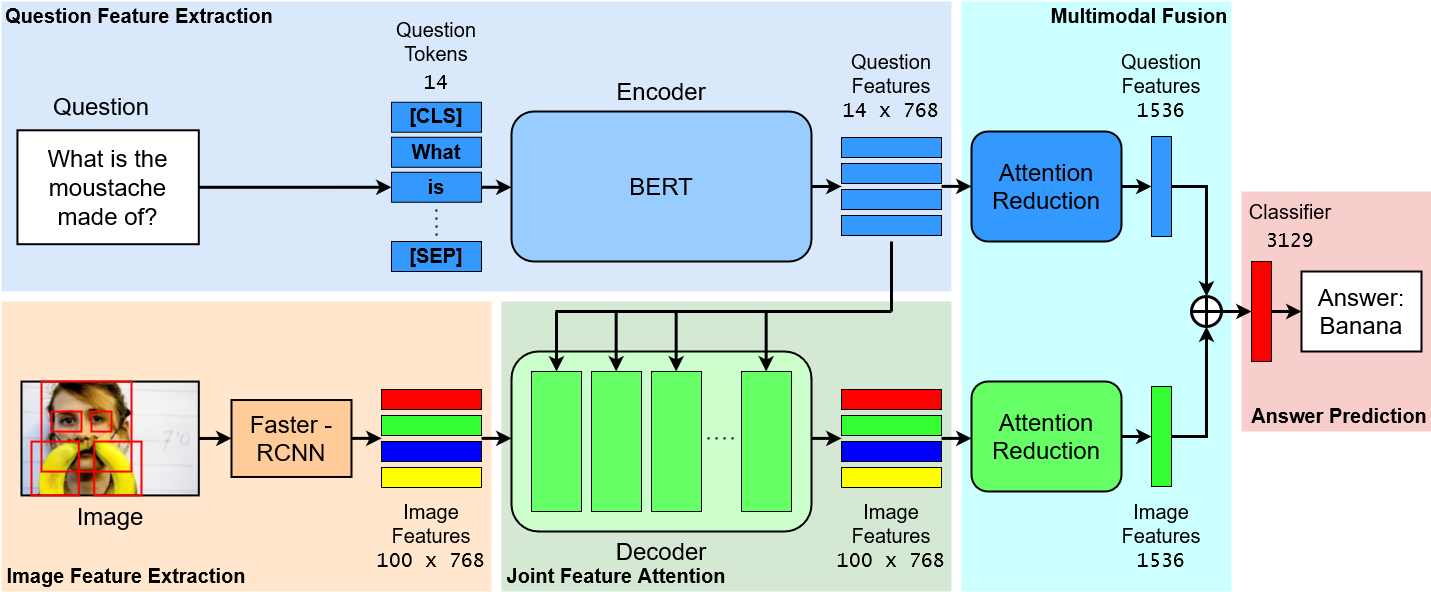 Question Feature Extraction
Question
What is the
moustache
made of?
Question
Tokens
14
[CLS]
What
is
[SEP]
Encoder
BERT
Question
Features
14 x 768
Multimodal Fusion
Question
Features
1536
Attention
Reduction
Classifier
3129
Answer:
Banana
Answer Prediction
Image
Faster -
RCNN
Image
Features
100 x 768
Image Feature Extraction
Decoder
Joint Feature Attention
Image
Features
100 x 768
Attention
Reduction
Image
Features
1536